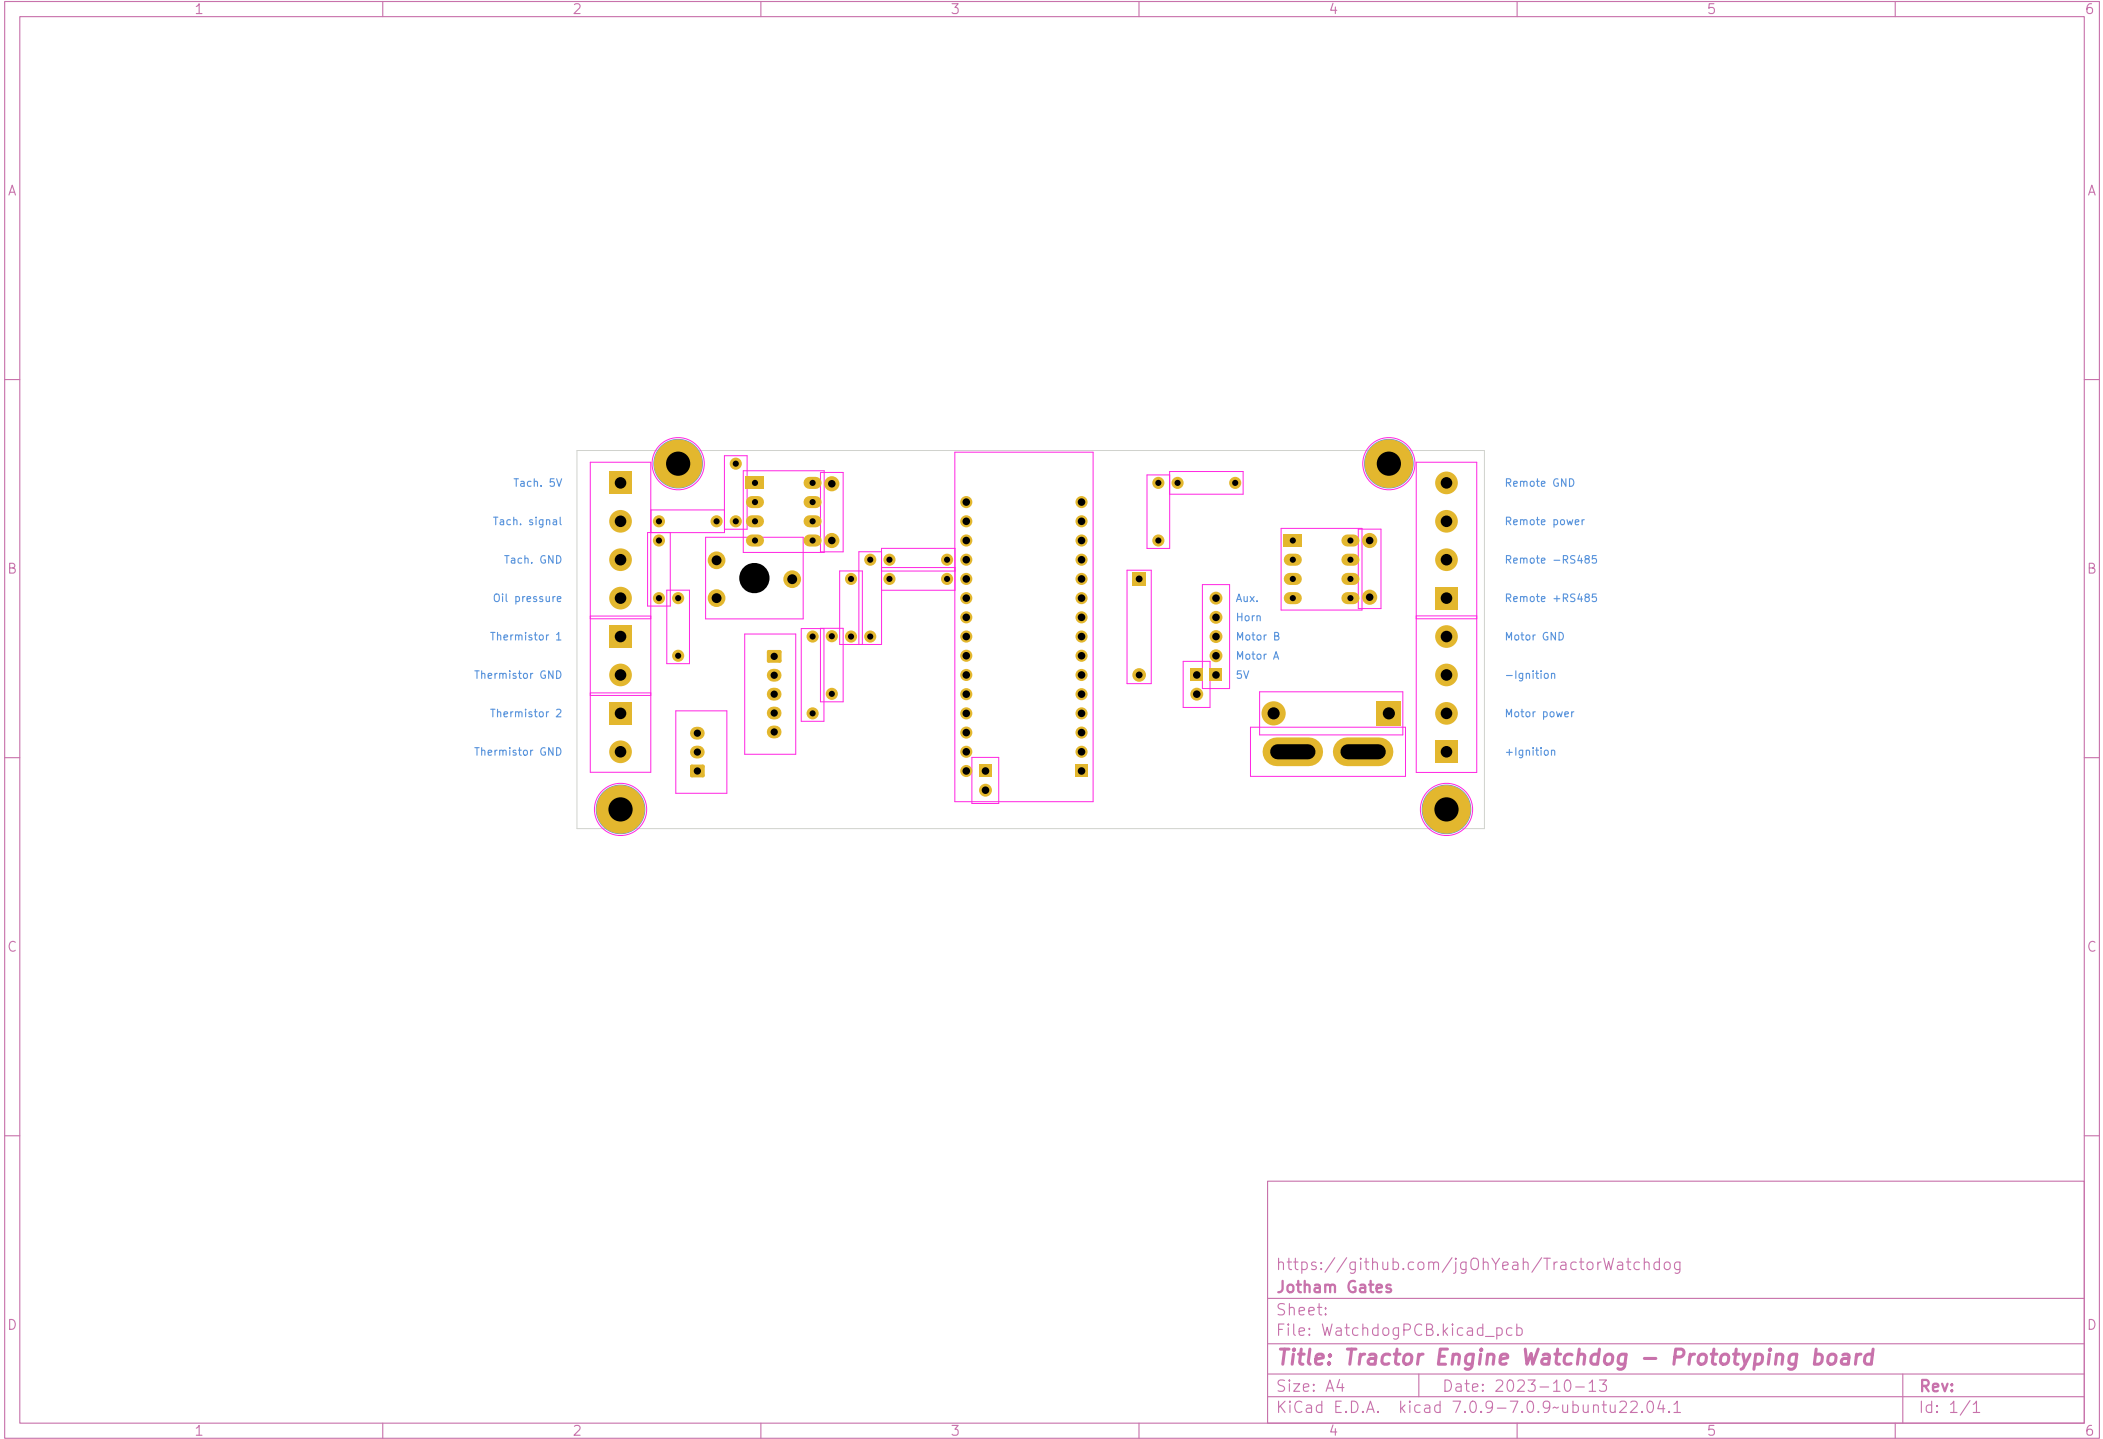 1 2 3 4 5 6
A A
Tach. 5V
Remote GND
Tach. signal
Remote power
Tach. GND
Remote -RS485
B B
Oil pressure
Aux.
Remote +RS485
Horn
Thermistor 1
Motor B
Motor GND
Motor A
Thermistor GND
5V
-Ignition
Thermistor 2
Motor power
Thermistor GND
+Ignition
C C
https://github.com/jgOhYeah/TractorWatchdog
Jotham Gates
Sheet:
D D
File: WatchdogPCB.kicad_pcb
Title: Tractor Engine Watchdog - Prototyping board
Size: A4 Date: 2023-10-13 Rev:
KiCad E.D.A. kicad 7.0.9-7.0.9~ubuntu22.04.1 Id: 1/1
1 2 3 4 5 6